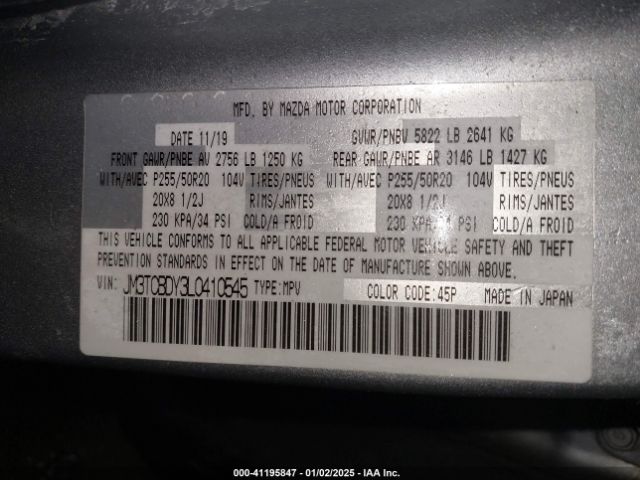 MFD. BY MAZDA MOTOR CORPORATION
DATE 11/19 GVWR/PNBV 5822 LB 2641 KG
FRONT GAWR/PNBE AV 2756 LB 1250 KG REAR GAWR/PNBE AR 3146 LB 1427 KG
WITH/AVEC P255/50R20 104V TIRES/PNEUS WITH/AVEC P255/50R20 104V TIRES/PNEUS
20X8 1/2J RIMS/JANTES 20X8 1/2J RIMS/JANTES
230 KPA/34 PSI COLD/A FROID 230 KPA/34 PSI COLD/A FROID
THIS VEHICLE CONFORMS TO ALL APPLICABLE FEDERAL MOTOR VEHICLE SAFETY AND THEFT
PREVENTION STANDARDS IN EFFECT ON THE DATE OF MANUFACTURE SHOWN ABOVE.
VIN: JM3TCBDY3L0410545 TYPE:MPV COLOR CODE:45P MADE IN JAPAN
000-41195847 - 01/02/2025 - IAA Inc.